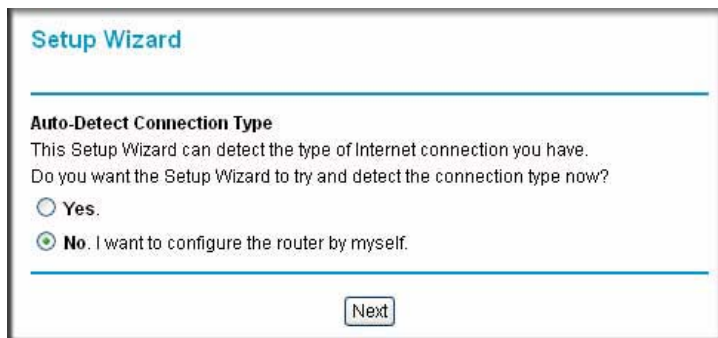 Setup Wizard
Auto-Detect Connection Type
This Setup Wizard can detect the type of Internet connection you have.
Do you want the Setup Wizard to try and detect the connection type now?
Yes.
No. I want to configure the router by myself.
Next